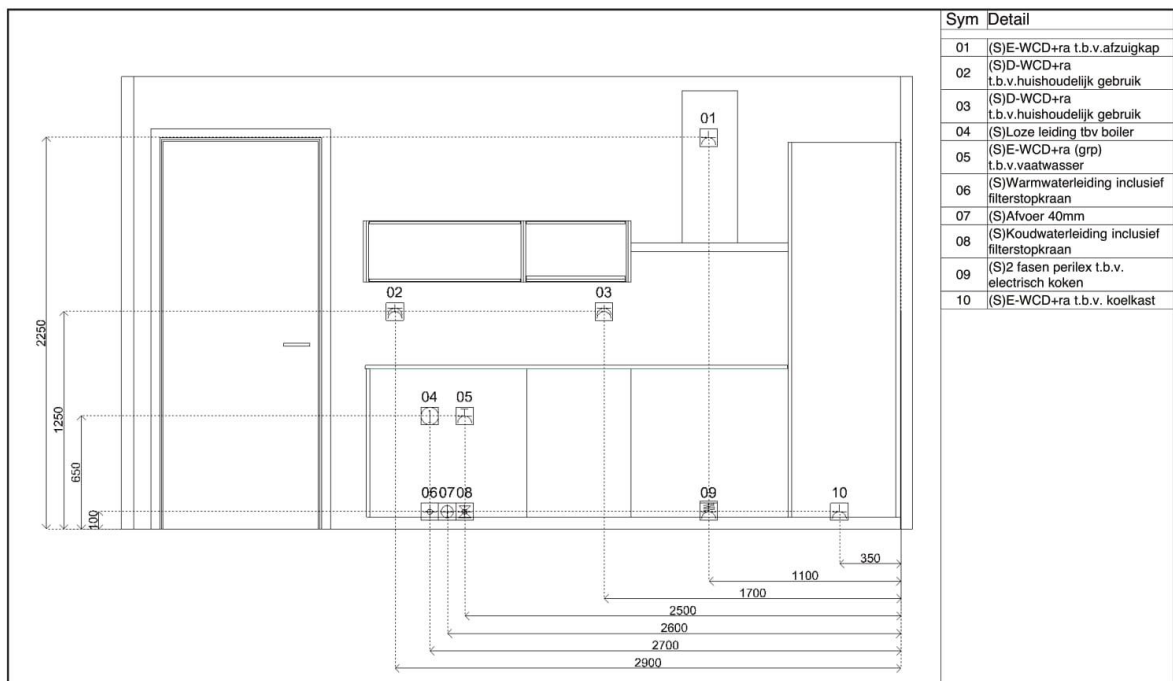 Sym Detail
01 (S)E-WCD+ra t.b.v.afzuigkap
02 (S)D-WCD+ra
t.b.v.huishoudelijk gebruik
03 (S)D-WCD+ra
t.b.v.huishoudelijk gebruik
04 (S)Loze leiding tbv boiler
05 (S)E-WCD+ra (grp)
t.b.v.vaatwasser
06 (S)Warmwaterleiding inclusief
filterstopkraan
07 (S)Afvoer 40mm
08 (S)Koudwaterleiding inclusief
filterstopkraan
09 (S)2 fasen perilex t.b.v.
electrisch koken
10 (S)E-WCD+ra t.b.v. koelkast
01
02 03
04 05
06 07 08 09 10
2250
1250
650
100
350
1100
1700
2500
2600
2700
2900